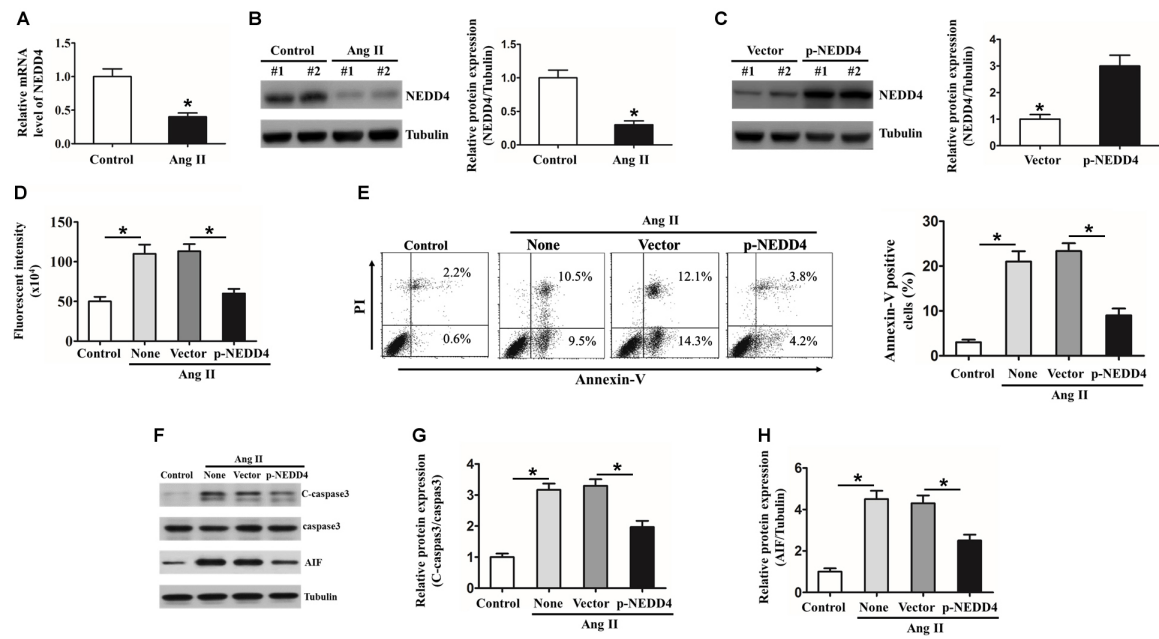 A
Relative mRNA
level of NEDD4
1.5
1.0
0.5
0.0
*
Control
Ang II
B
Control
Ang II
#1
#2
#1
#2
NEDD4
Tubulin
Relative protein expression
(NEDD4/Tubulin)
1.5
1.0
0.5
0.0
*
Control
Ang II
C
Vector
p-NEDD4
#1
#2
#1
#2
NEDD4
Tubulin
Relative protein expression
(NEDD4/Tubulin)
4
3
2
1
0
*
Vector
p-NEDD4
D
Fluorescent intensity
(x10⁴)
150
100
50
0
*
*
Control
None
Vector
p-NEDD4
Ang II
E
Ang II
Control
None
Vector
p-NEDD4
PI
2.2%
0.6%
10.5%
9.5%
12.1%
14.3%
3.8%
4.2%
Annexin-V
Annexin-V positive
clells (%)
30
20
10
0
*
*
Control
None
Vector
p-NEDD4
Ang II
F
Ang II
Control
None
Vector
p-NEDD4
C-caspase3
caspase3
AIF
Tubulin
G
Relative protein expression
(C-caspas3/caspas3)
4
3
2
1
0
*
*
Control
None
Vector
p-NEDD4
Ang II
H
Relative protein expression
(AIF/Tubulin)
6
4
2
0
*
*
Control
None
Vector
p-NEDD4
Ang II